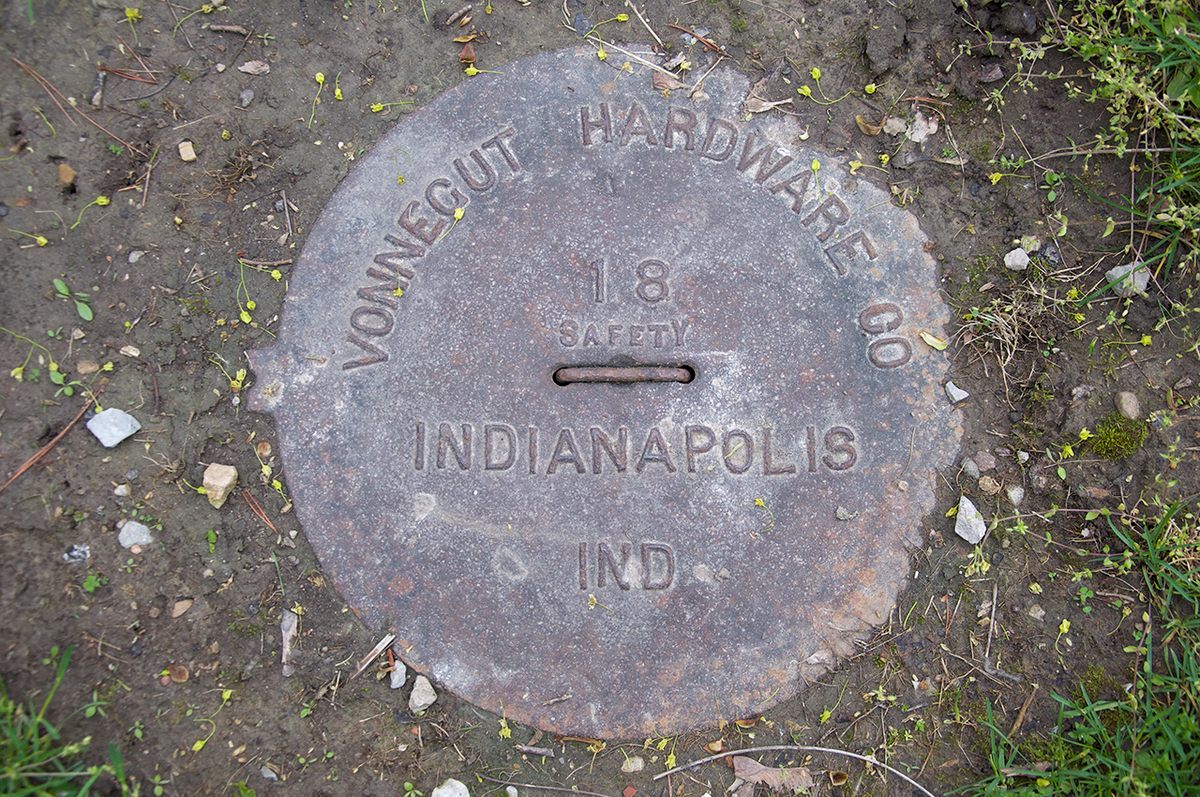 VONNEGUT HARDWARE CO
18
SAFETY
INDIANAPOLIS
IND